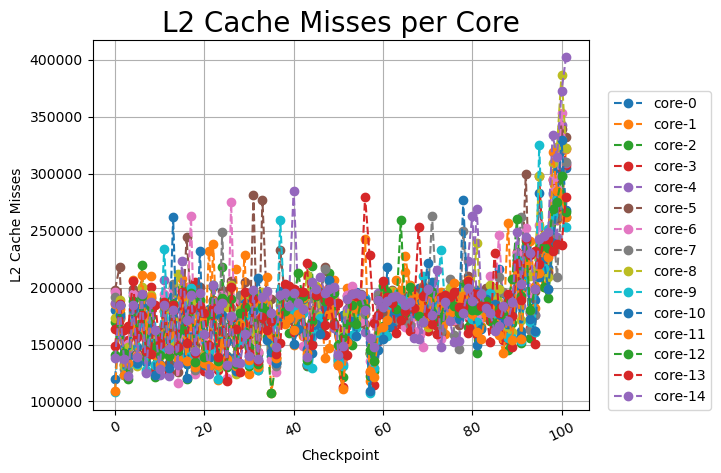 L2 Cache Misses per Core
L2 Cache Misses
400000
350000
300000
250000
200000
150000
100000
0
20
40
60
80
100
Checkpoint
core-0
core-1
core-2
core-3
core-4
core-5
core-6
core-7
core-8
core-9
core-10
core-11
core-12
core-13
core-14